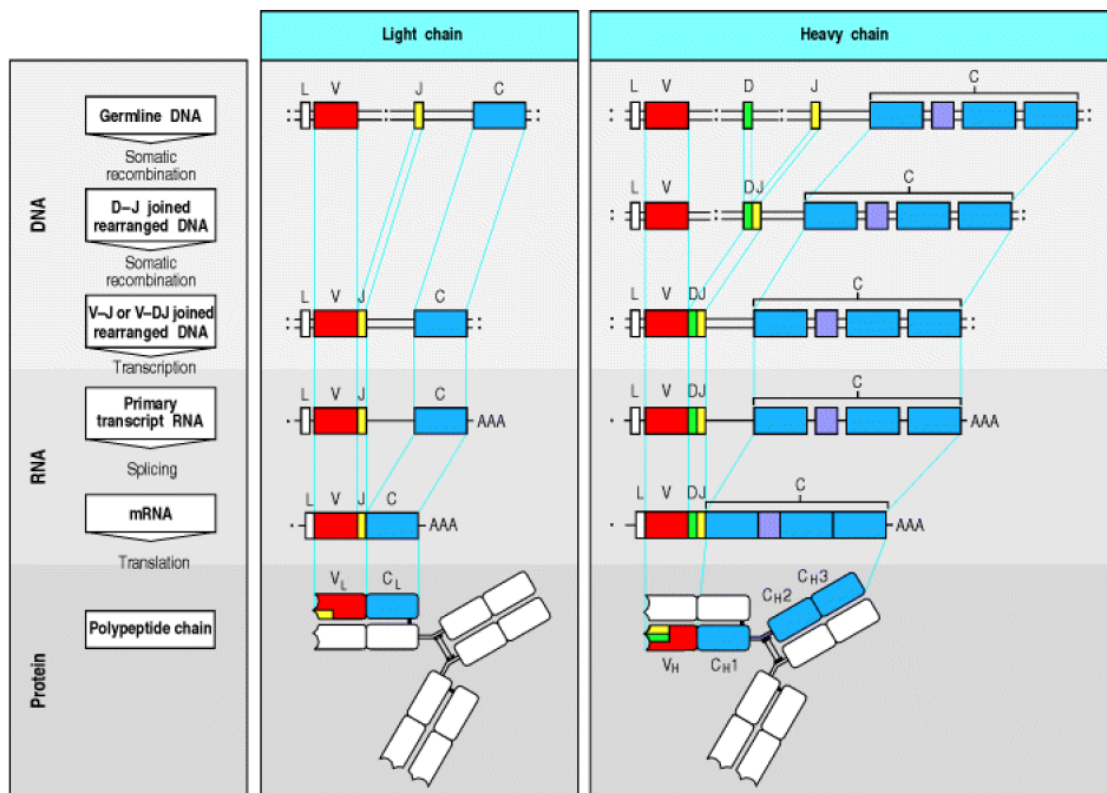 Light chain
Heavy chain
DNA
Germline DNA
Somatic
recombination
D–J joined
rearranged DNA
Somatic
recombination
V–J or V–DJ joined
rearranged DNA
Transcription
RNA
Primary
transcript RNA
Splicing
mRNA
Translation
Protein
Polypeptide chain
L V J C
L V J C
L V J C AAA
L V J C AAA
VL CL
L V D J C
L V DJ C
L V DJ C
L V DJ C AAA
L V DJ C AAA
CH2 CH3
VH CH1